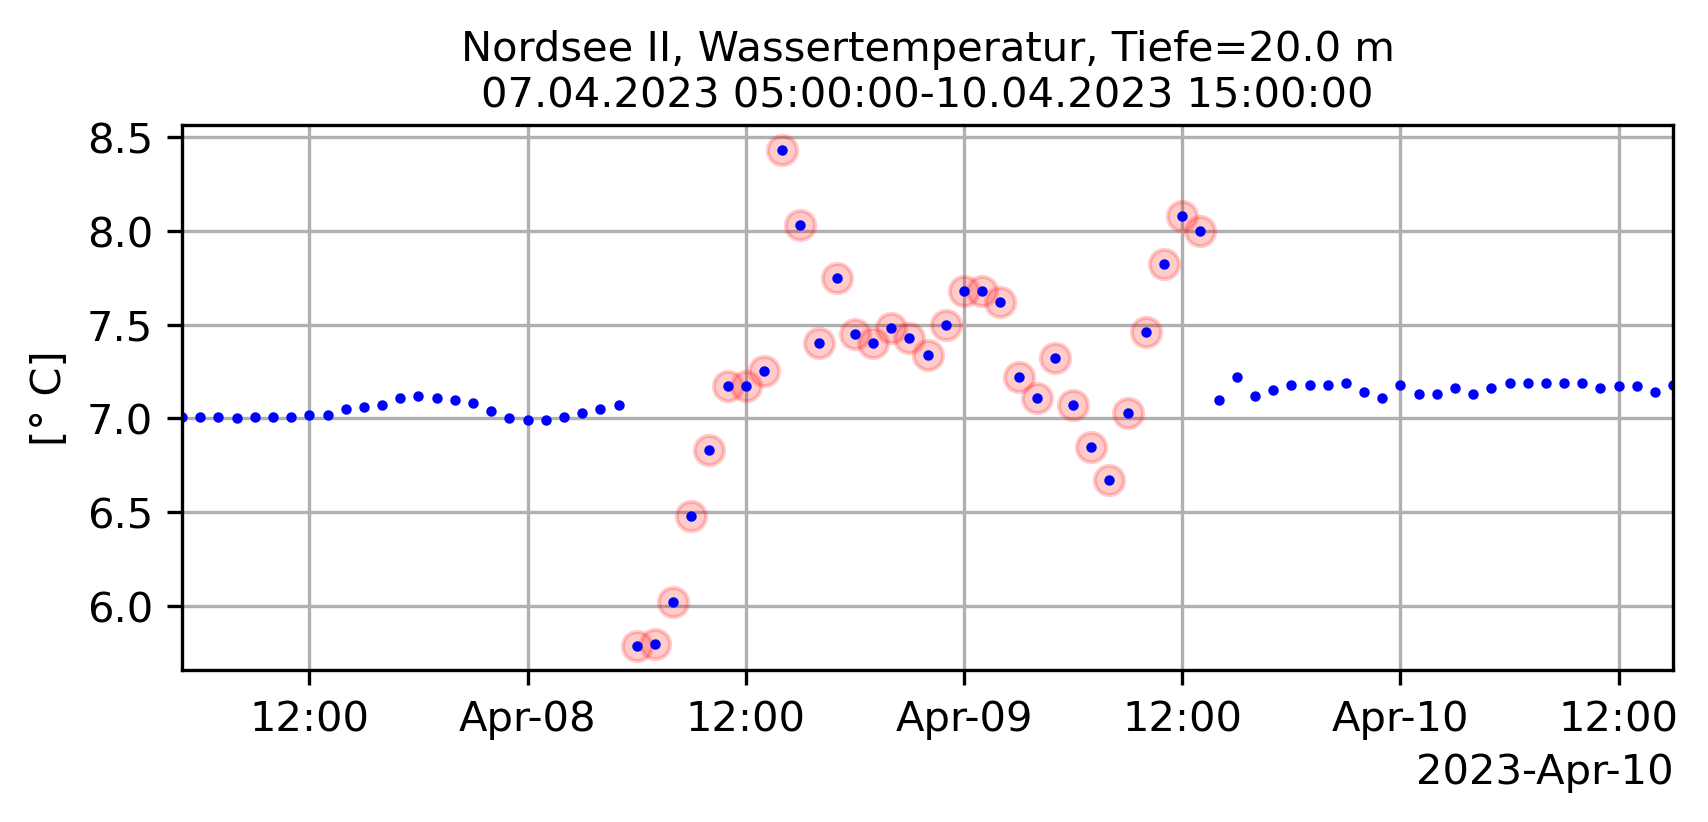 Nordsee II, Wassertemperatur, Tiefe=20.0 m
07.04.2023 05:00:00-10.04.2023 15:00:00
8.5
8.0
7.5
7.0
6.5
6.0
[° C]
12:00 Apr-08 12:00 Apr-09 12:00 Apr-10 12:00
2023-Apr-10